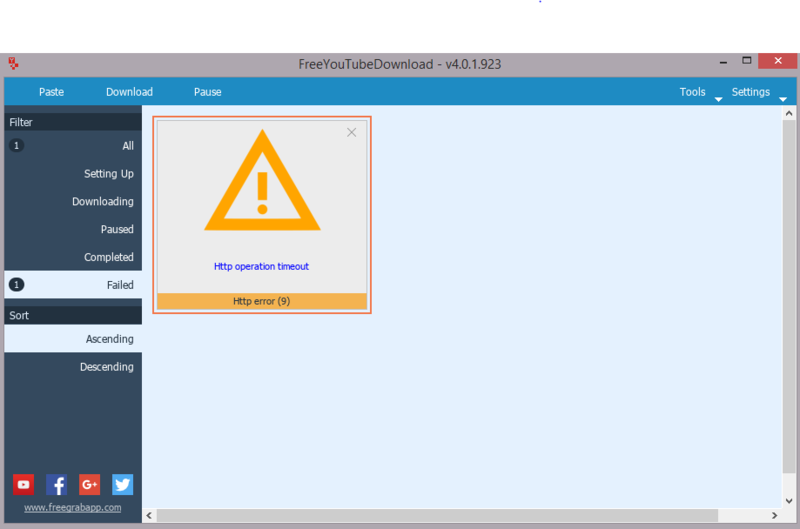 FreeYouTubeDownload - v4.0.1.923
Paste Download Pause Tools Settings
Filter
1 All
Setting Up
Downloading
Paused
Completed
1 Failed
Sort
Ascending
Descending
www.freegrabapp.com
Http operation timeout
Http error (9)